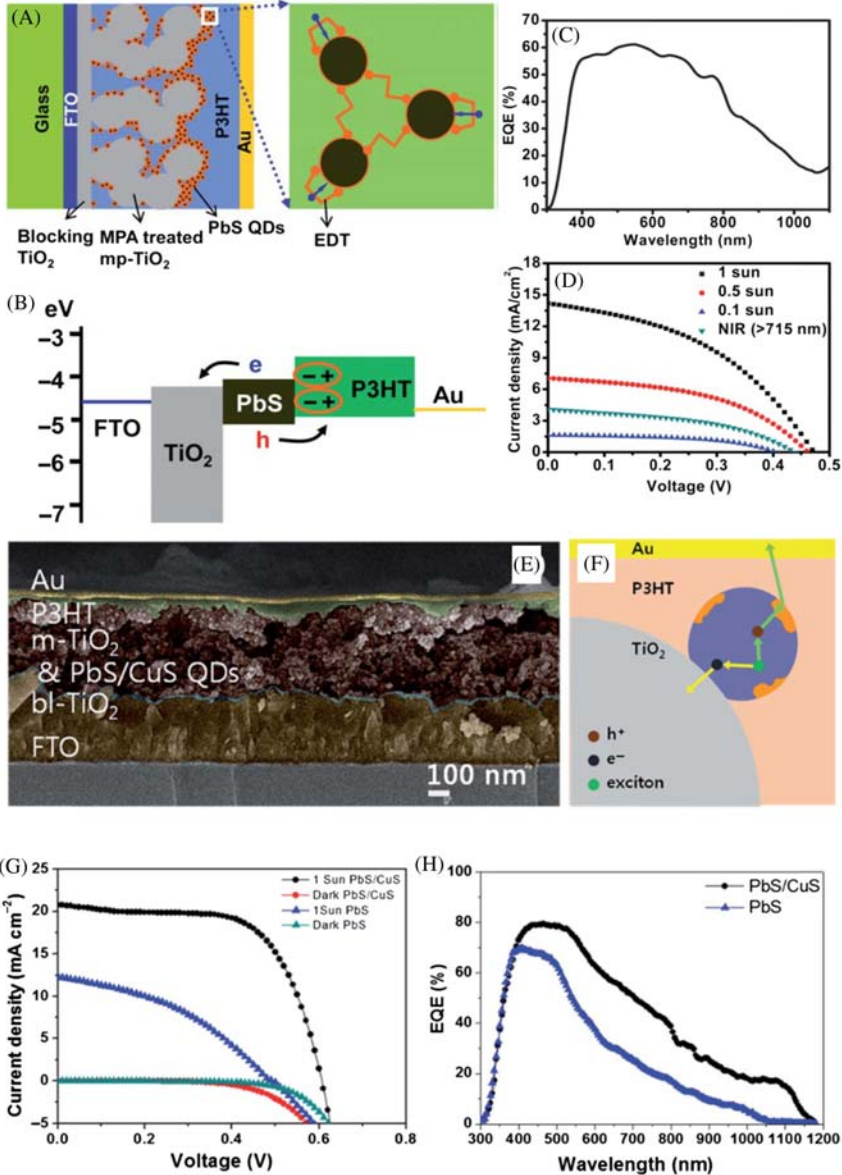 (A)
Glass
FTO
P3HT
Au
Blocking TiO₂
MPA treated mp-TiO₂
PbS QDs
EDT
(B)
eV
−3
−4
−5
−6
−7
FTO
TiO₂
e
PbS
h
− +
− +
P3HT
Au
(C)
EQE (%)
70
60
50
40
30
20
10
0
400 600 800 1000
Wavelength (nm)
(D)
1 sun
0.5 sun
0.1 sun
NIR (>715 nm)
Current density (mA/cm²)
18
15
12
9
6
3
0
0.0 0.1 0.2 0.3 0.4 0.5
Voltage (V)
(E)
Au
P3HT
m-TiO₂
& PbS/CuS QDs
bl-TiO₂
FTO
100 nm
(F)
Au
P3HT
TiO₂
h⁺
e⁻
exciton
(G)
1 Sun PbS/CuS
Dark PbS/CuS
1Sun PbS
Dark PbS
Current density (mA cm⁻²)
25
20
15
10
5
0
−5
0.0 0.2 0.4 0.6 0.8
Voltage (V)
(H)
PbS/CuS
PbS
EQE (%)
100
80
60
40
20
0
300 400 500 600 700 800 900 1000 1100 1200
Wavelength (nm)